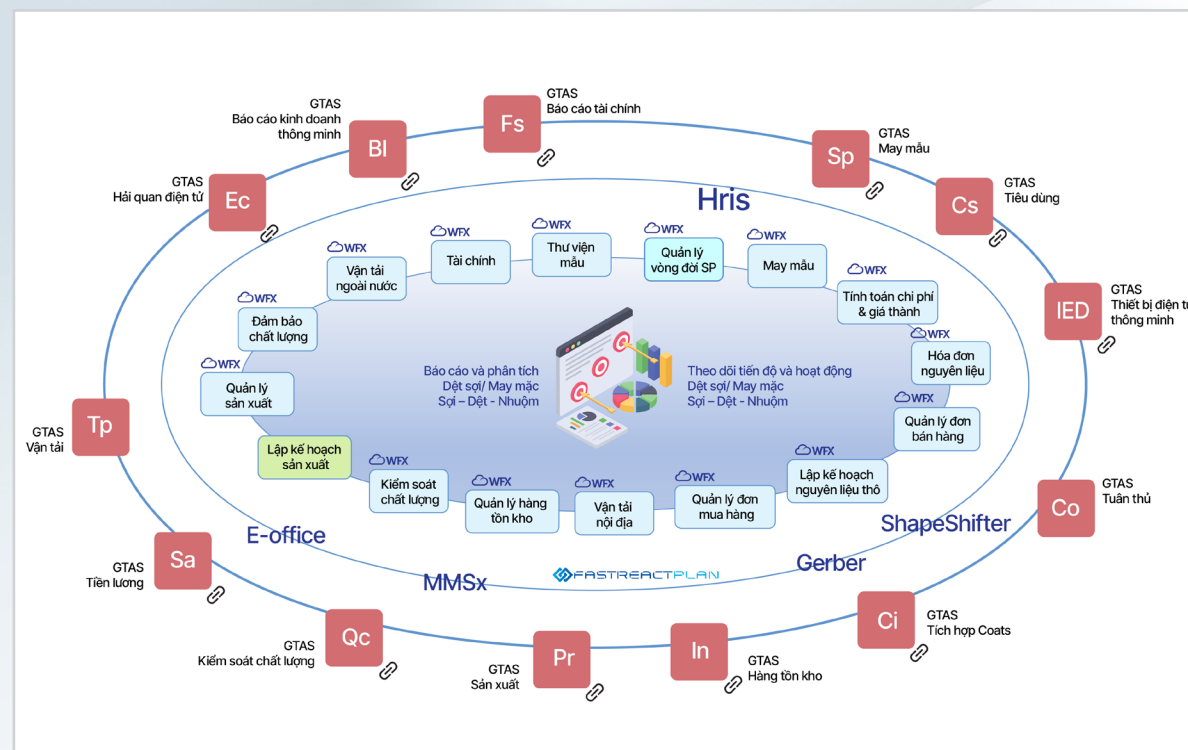 GTAS
Báo cáo tài chính
Fs
GTAS
Báo cáo kinh doanh
thông minh
BI
GTAS
May mẫu
Sp
GTAS
Hải quan điện tử
Ec
GTAS
Tiêu dùng
Cs
Hris
WFX
Thư viện
mẫu
WFX
Quản lý
vòng đời SP
WFX
Tài chính
WFX
May mẫu
WFX
Vận tải
ngoài nước
WFX
Tính toán chi phí
& giá thành
WFX
Đảm bảo
chất lượng
IED
GTAS
Thiết bị điện tử
thông minh
WFX
Hóa đơn
nguyên liệu
WFX
Quản lý
sản xuất
Báo cáo và phân tích
Dệt sợi/ May mặc
Sợi – Dệt - Nhuộm
Theo dõi tiến độ và hoạt động
Dệt sợi/ May mặc
Sợi – Dệt - Nhuộm
WFX
Quản lý đơn
bán hàng
GTAS
Vận tải
Tp
Lập kế hoạch
sản xuất
WFX
Kiểm soát
chất lượng
WFX
Quản lý hàng
tồn kho
WFX
Vận tải
nội địa
WFX
Quản lý đơn
mua hàng
WFX
Lập kế hoạch
nguyên liệu thô
Co
GTAS
Tuân thủ
E-office
ShapeShifter
Gerber
MMSx
FASTREACTPLAN
GTAS
Tiền lương
Sa
GTAS
Kiểm soát chất lượng
Qc
GTAS
Sản xuất
Pr
In
GTAS
Hàng tồn kho
Ci
GTAS
Tích hợp Coats